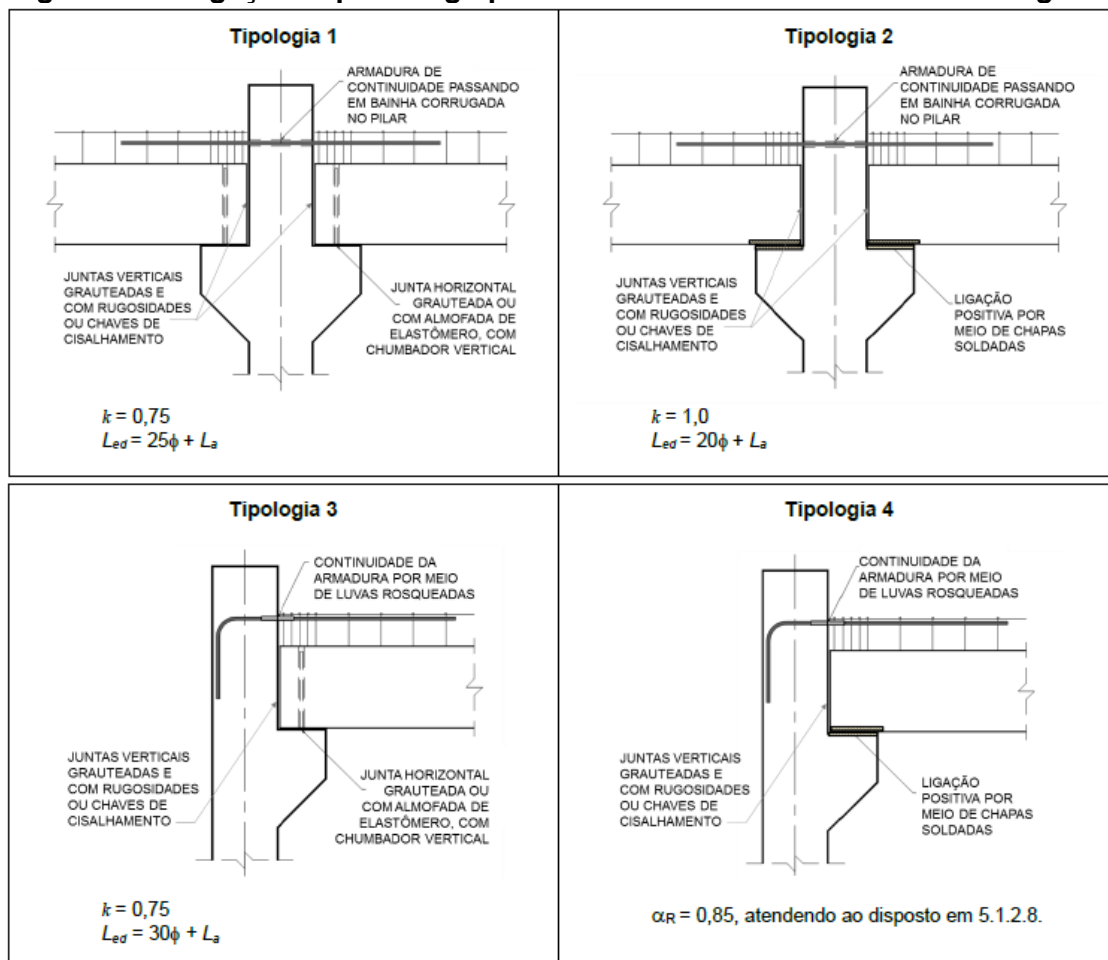 Tipologia 1
ARMADURA DE
CONTINUIDADE PASSANDO
EM BAINHA CORRUGADA
NO PILAR
JUNTAS VERTICAIS
GRAUTEADAS E
COM RUGOSIDADES
OU CHAVES DE
CISALHAMENTO
JUNTA HORIZONTAL
GRAUTEADA OU
COM ALMOFADA DE
ELASTÔMERO, COM
CHUMBADOR VERTICAL
k = 0,75
Led = 25ϕ + La
Tipologia 2
ARMADURA DE
CONTINUIDADE PASSANDO
EM BAINHA CORRUGADA
NO PILAR
JUNTAS VERTICAIS
GRAUTEADAS E
COM RUGOSIDADES
OU CHAVES DE
CISALHAMENTO
LIGAÇÃO
POSITIVA POR
MEIO DE CHAPAS
SOLDADAS
k = 1,0
Led = 20ϕ + La
Tipologia 3
CONTINUIDADE DA
ARMADURA POR MEIO
DE LUVAS ROSQUEADAS
JUNTAS VERTICAIS
GRAUTEADAS E
COM RUGOSIDADES
OU CHAVES DE
CISALHAMENTO
JUNTA HORIZONTAL
GRAUTEADA OU
COM ALMOFADA DE
ELASTÔMERO, COM
CHUMBADOR VERTICAL
k = 0,75
Led = 30ϕ + La
Tipologia 4
CONTINUIDADE DA
ARMADURA POR MEIO
DE LUVAS ROSQUEADAS
JUNTAS VERTICAIS
GRAUTEADAS E
COM RUGOSIDADES
OU CHAVES DE
CISALHAMENTO
LIGAÇÃO
POSITIVA POR
MEIO DE CHAPAS
SOLDADAS
αR = 0,85, atendendo ao disposto em 5.1.2.8.